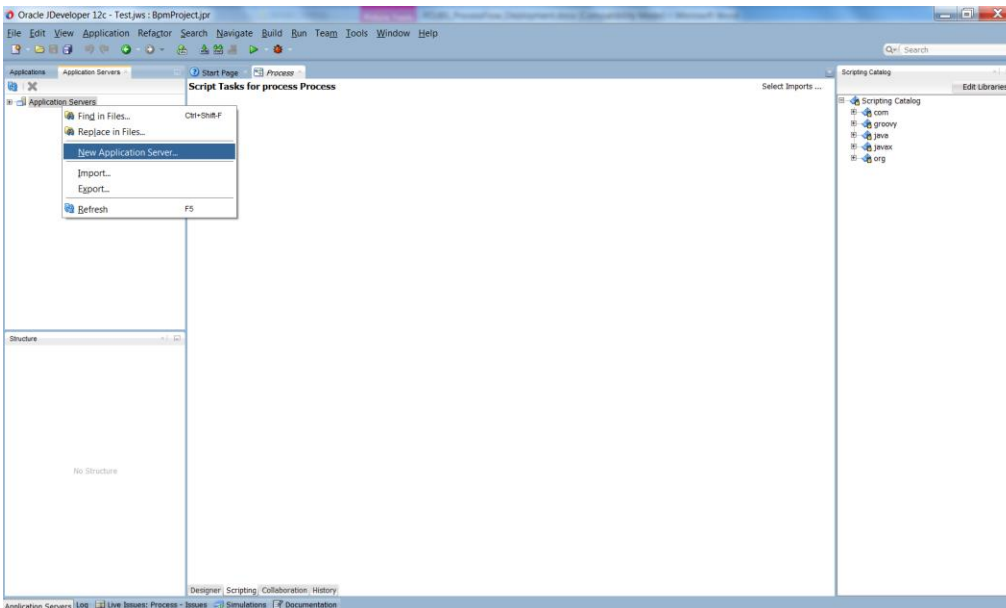 Oracle JDeveloper 12c - Test.jws : BpmProject.jpr
File Edit View Application Refactor Search Navigate Build Run Team Tools Window Help
Search
Applications Application Servers
Start Page Process
Scripting Catalog
Script Tasks for process Process
Select Imports ...
Edit Libraries
Application Servers
Find in Files... Ctrl+Shift-F
Replace in Files...
New Application Server...
Import...
Export...
Refresh F5
Scripting Catalog
com
groovy
java
javax
org
Structure
No Structure
Designer Scripting Collaboration History
Application Servers Log Live Issues: Process - Issues Simulations Documentation